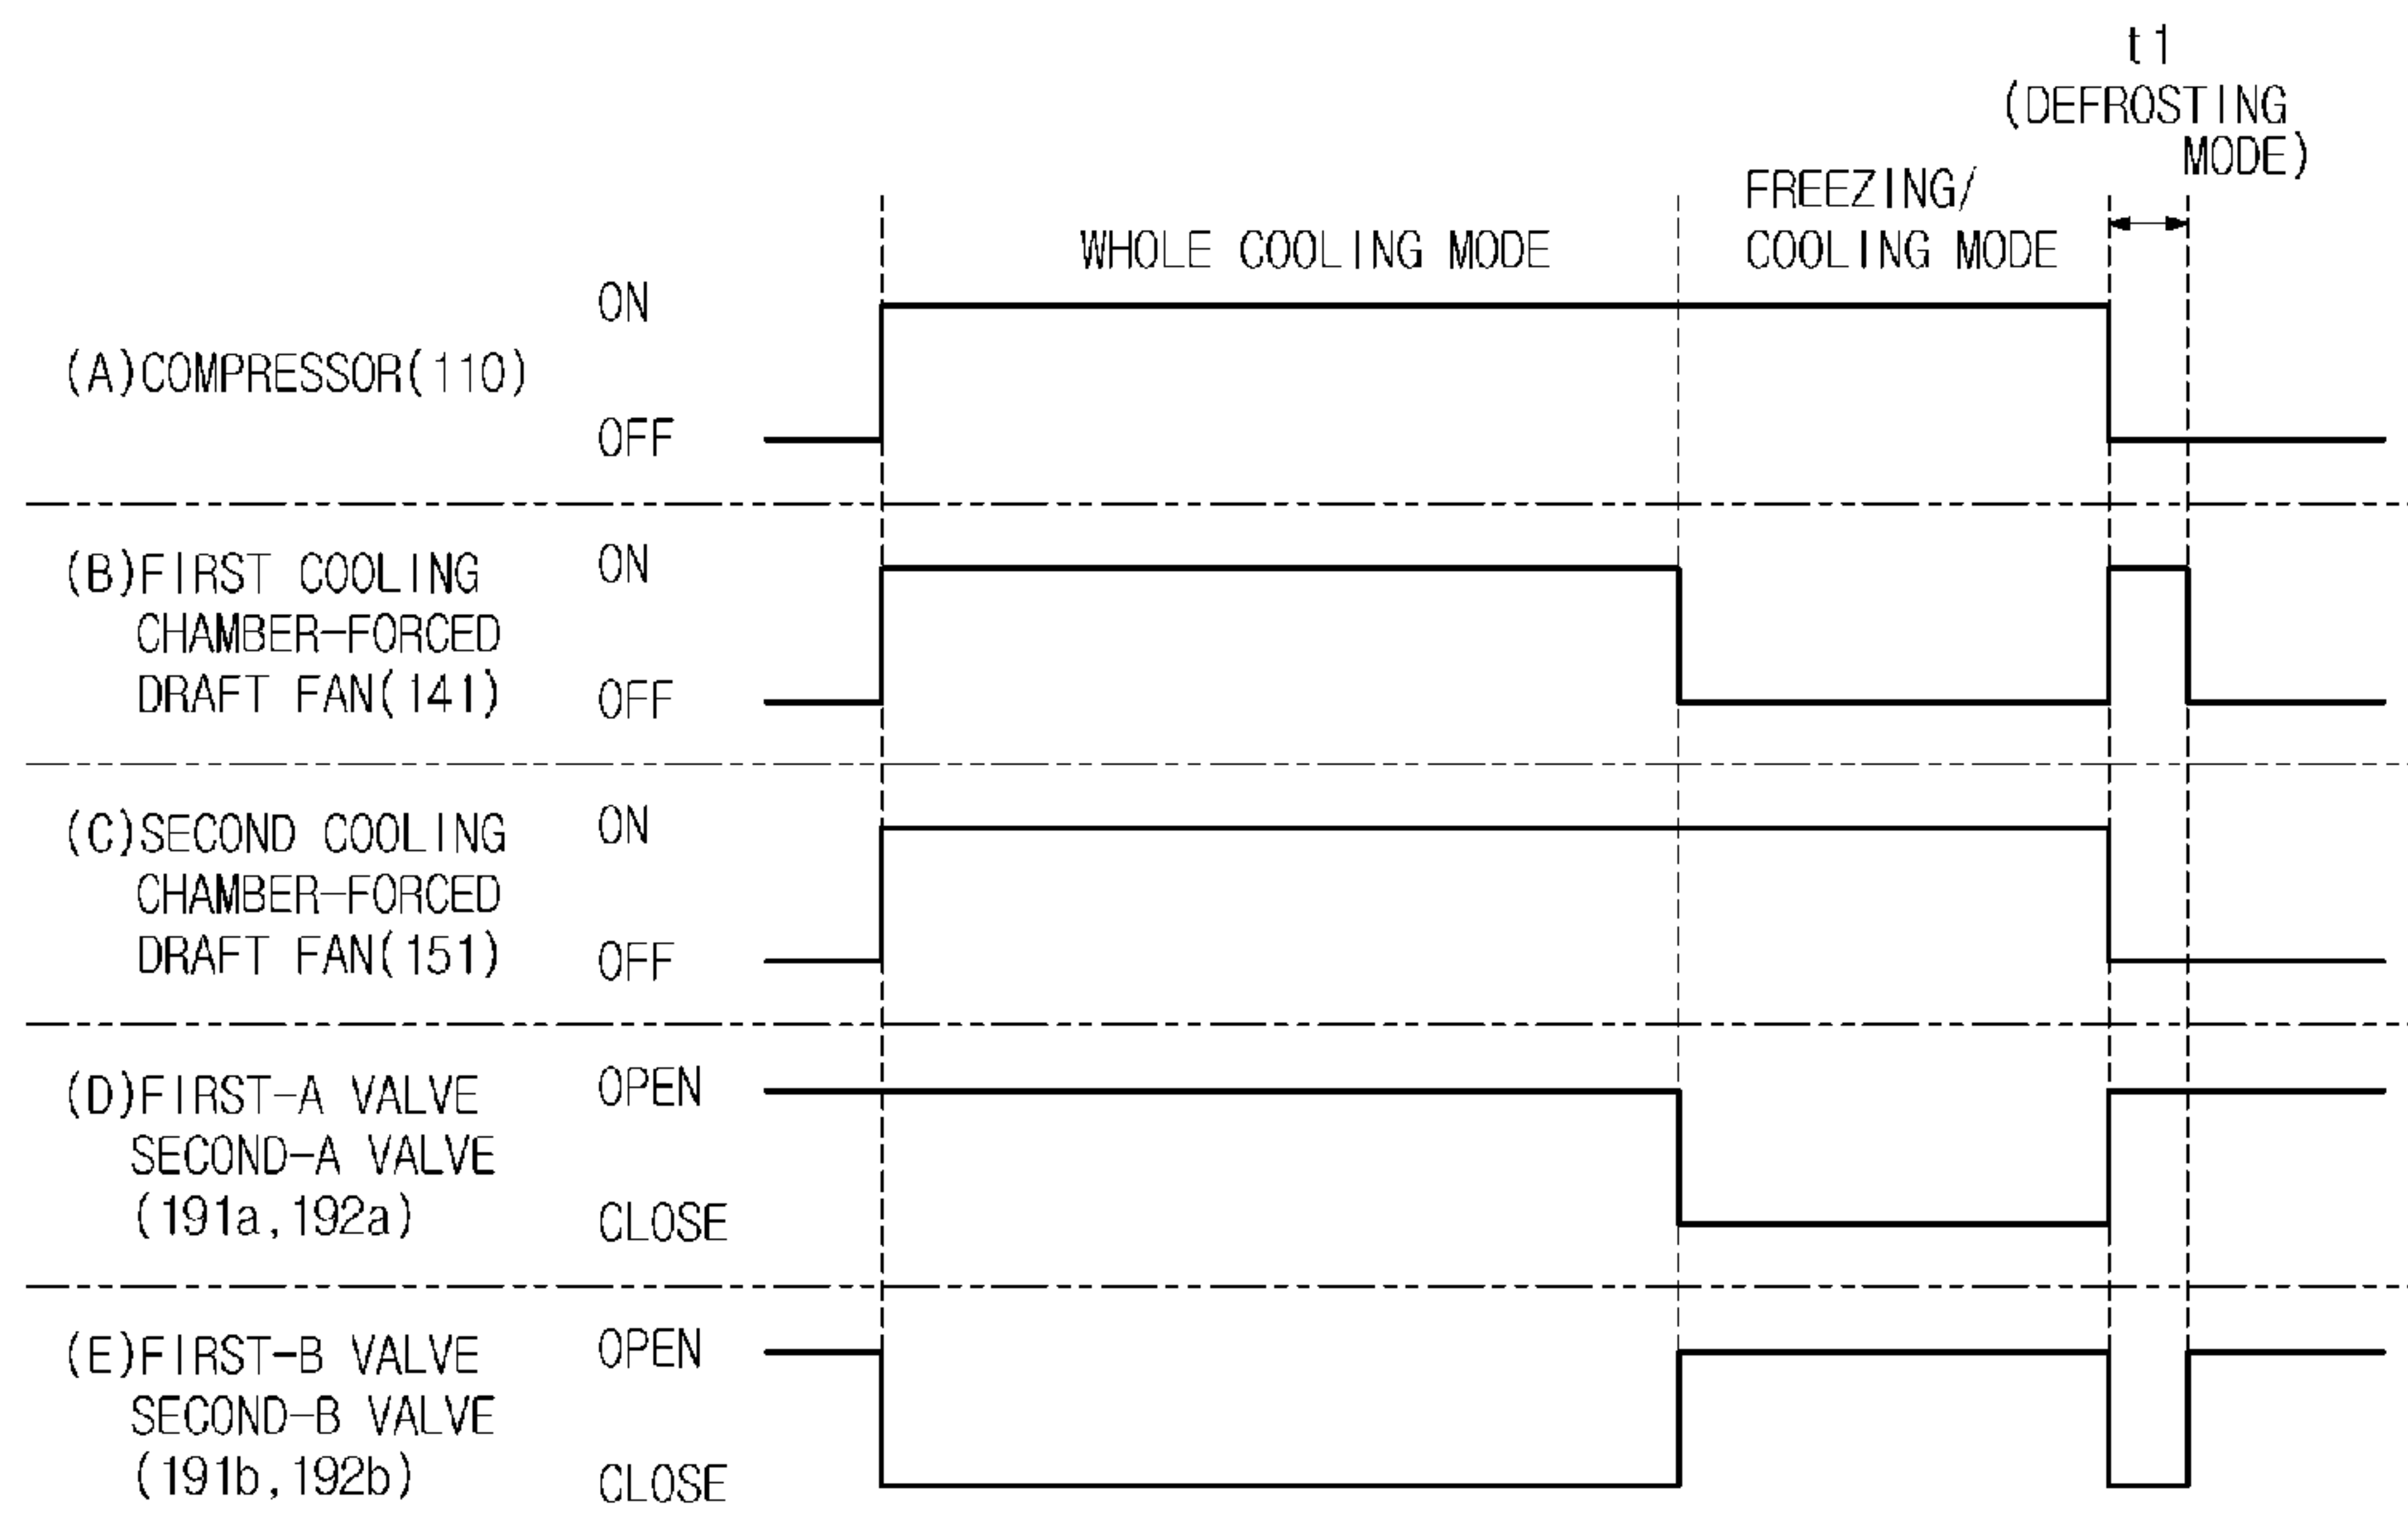 t1
(DEFROSTING
MODE)
FREEZING/
WHOLE COOLING MODE
COOLING MODE
ON
(A)COMPRESSOR(110)
OFF
(B)FIRST COOLING
CHAMBER-FORCED
DRAFT FAN(141)
ON
OFF
(C)SECOND COOLING
CHAMBER-FORCED
DRAFT FAN(151)
ON
OFF
(D)FIRST-A VALVE
SECOND-A VALVE
(191a,192a)
OPEN
CLOSE
(E)FIRST-B VALVE
SECOND-B VALVE
(191b,192b)
OPEN
CLOSE